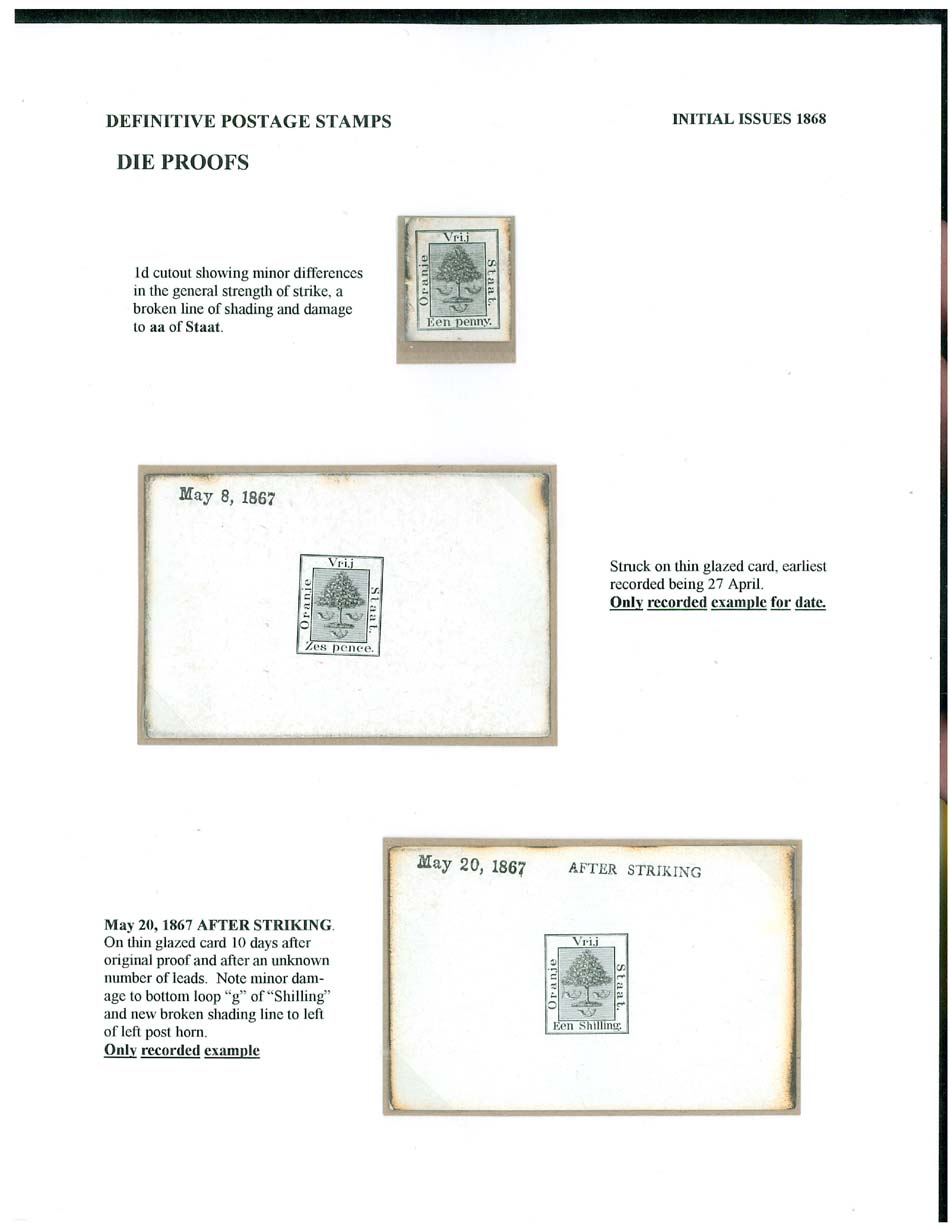 DEFINITIVE POSTAGE STAMPS
INITIAL ISSUES 1868
DIE PROOFS
1d cutout showing minor differences
in the general strength of strike, a
broken line of shading and damage
to aa of Staat.
Vrij
Oranje
Staat.
Een penny.
May 8, 1867
Vrij
Oranje
Staat.
Zes pence.
Struck on thin glazed card, earliest
recorded being 27 April.
Only recorded example for date.
May 20, 1867 AFTER STRIKING
Vrij
Oranje
Staat.
Een Shilling.
May 20, 1867 AFTER STRIKING.
On thin glazed card 10 days after
original proof and after an unknown
number of leads. Note minor dam-
age to bottom loop “g” of “Shilling”
and new broken shading line to left
of left post horn.
Only recorded example